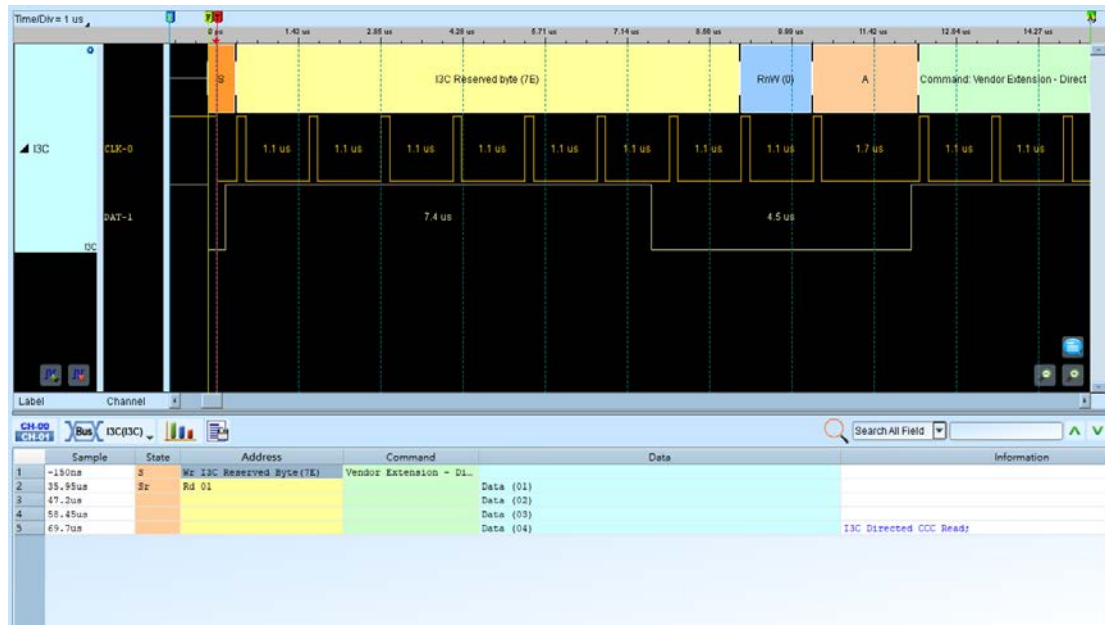 Time/Div = 1 us
0 ps 1.43 us 2.85 us 4.28 us 5.71 us 7.14 us 8.56 us 9.99 us 11.42 us 12.84 us 14.27 us
S I3C Reserved byte (7E) RnW (0) A Command: Vendor Extension - Direct
I3C CLK-0 1.1 us 1.1 us 1.1 us 1.1 us 1.1 us 1.1 us 1.1 us 1.1 us 1.7 us 1.1 us 1.1 us
DAT-1 7.4 us 4.5 us
I3C
Label Channel
CH-00
CH-01
Bus I3C(I3C) Search All Field
Sample State Address Command Data Information
1 -150ns S Wr I3C Reserved Byte(7E) Vendor Extension - Di...
2 35.95us Sr Rd 01 Data (01)
3 47.2us Data (02)
4 58.45us Data (03)
5 69.7us Data (04) I3C Directed CCC Read;